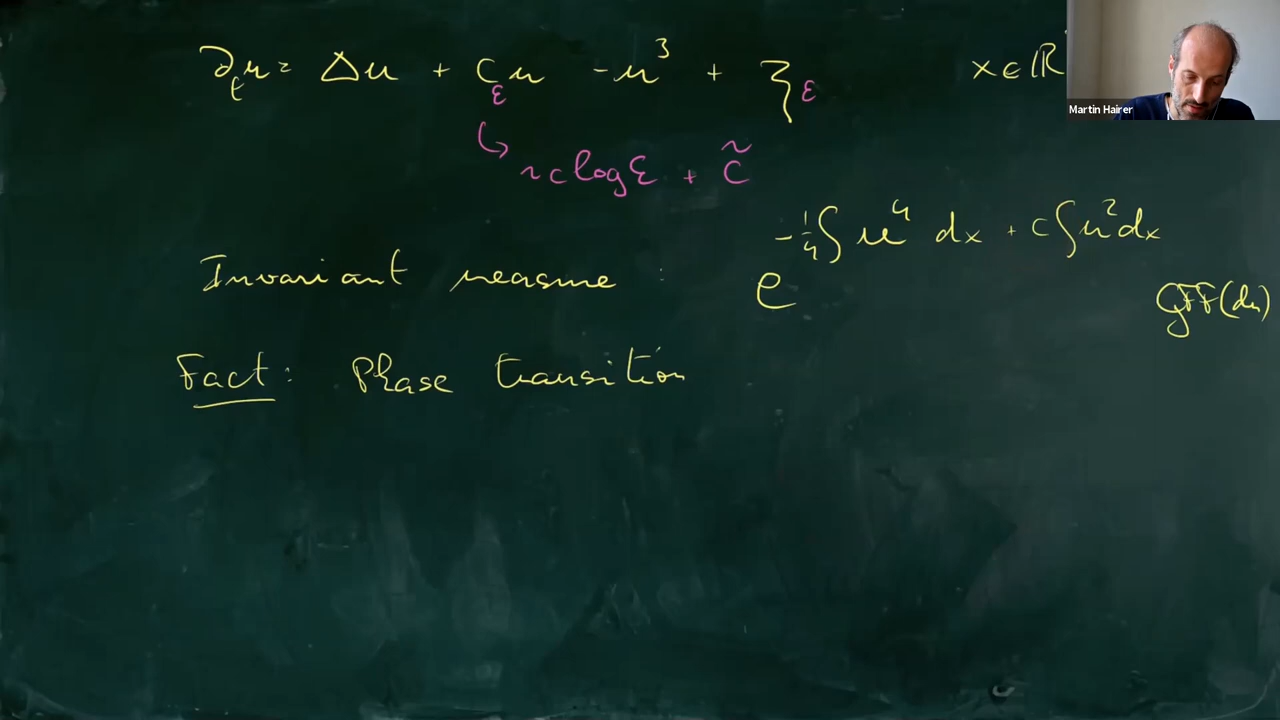 ∂ₜu = Δu + C_ε u - u³ + ξ_ε    x ∈ ℝ
↳ ~ c log ε + c̃
Martin Hairer
Invariant measure : e^{-¼∫u⁴ dx + c∫u² dx} GFF(du)
Fact: Phase transition